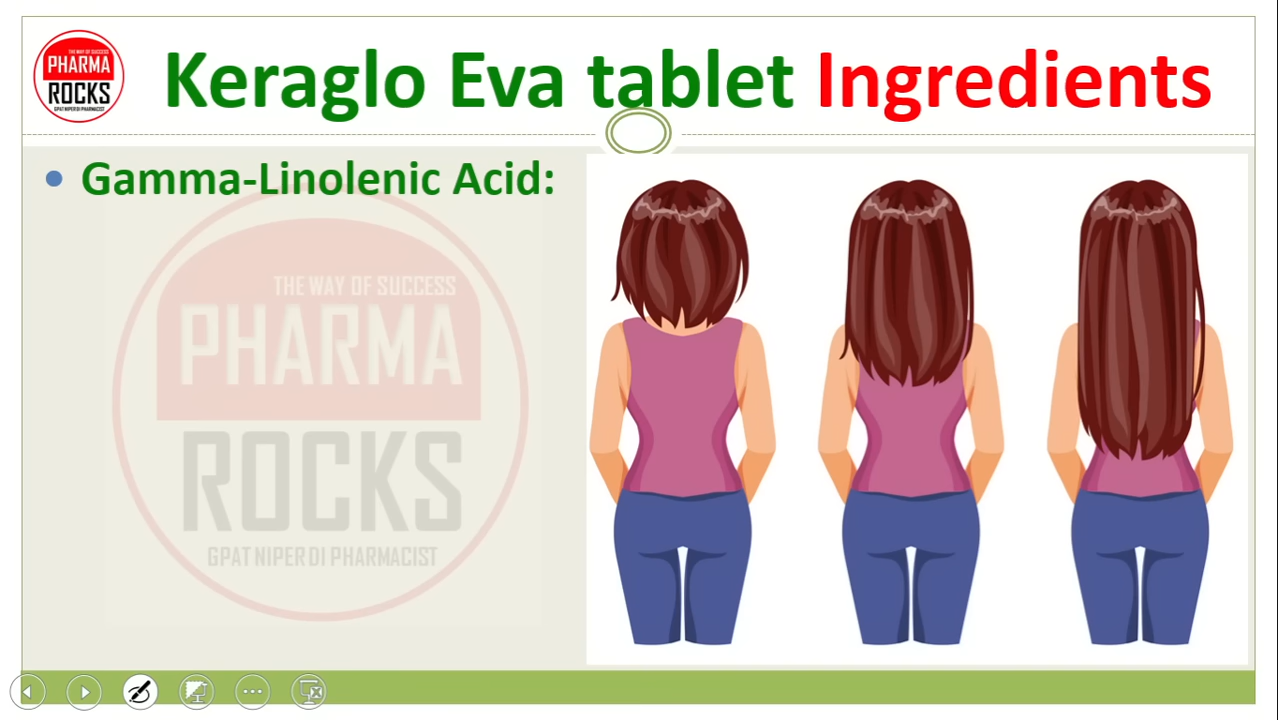 THE WAY OF SUCCESS
PHARMA
ROCKS
GPAT NIPER DI PHARMACIST
Keraglo Eva tablet Ingredients
• Gamma-Linolenic Acid:
THE WAY OF SUCCESS
PHARMA
ROCKS
GPAT NIPER DI PHARMACIST